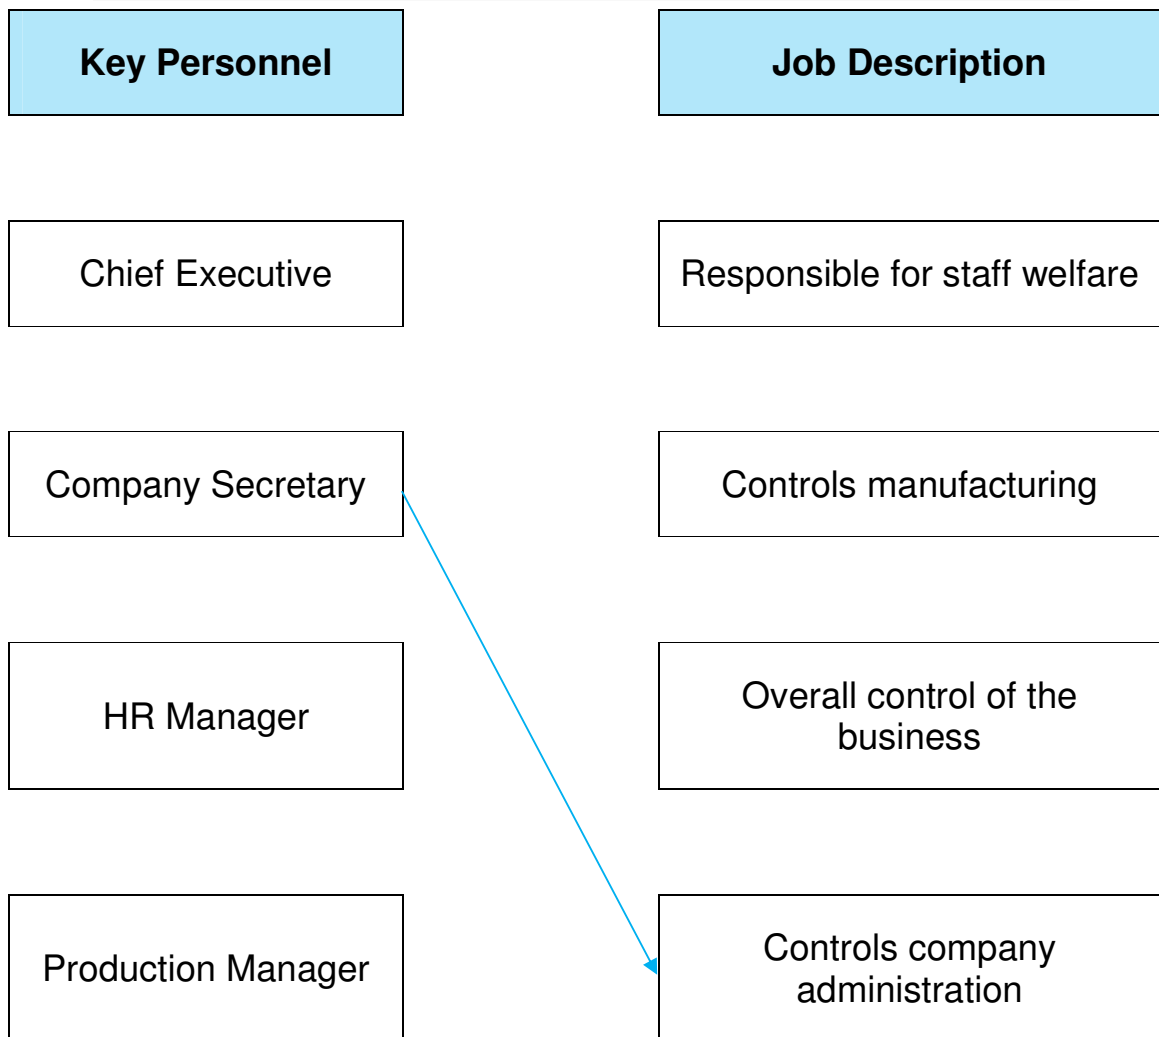 Key Personnel
Job Description
Chief Executive
Responsible for staff welfare
Company Secretary
Controls manufacturing
HR Manager
Overall control of the
business
Production Manager
Controls company
administration